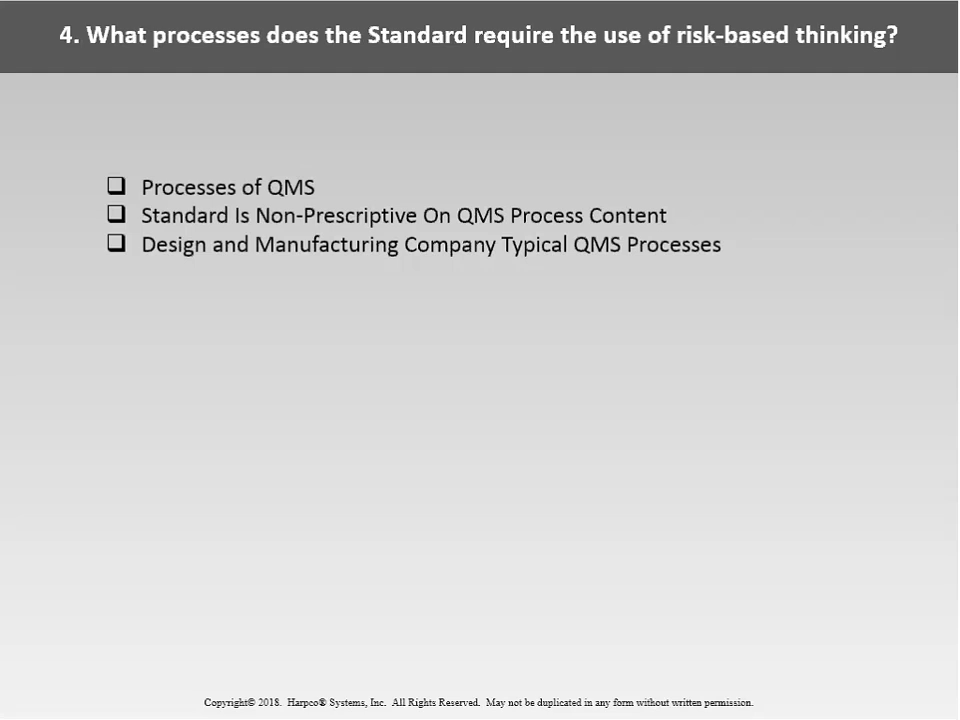 4. What processes does the Standard require the use of risk-based thinking?
❑ Processes of QMS
❑ Standard Is Non-Prescriptive On QMS Process Content
❑ Design and Manufacturing Company Typical QMS Processes
Copyright© 2018. Harpco® Systems, Inc. All Rights Reserved. May not be duplicated in any form without written permission.